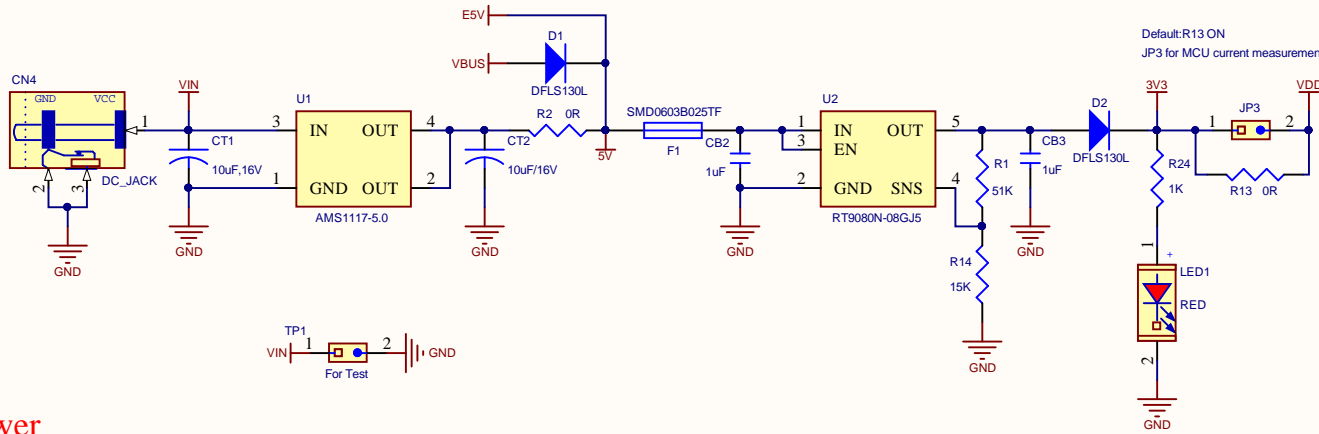 E5V
D1
VBUS
DFLS130L
Default:R13 ON
JP3 for MCU current measuremen
CN4
GND
VCC
1
2
3
DC_JACK
GND
VIN
CT1
10uF,16V
GND
U1
3
IN
OUT
4
1
GND
OUT
2
AMS1117-5.0
CT2
10uF/16V
GND
R2
0R
5V
SMD0603B025TF
F1
CB2
1uF
GND
U2
1
IN
OUT
5
3
EN
2
GND
SNS
4
RT9080N-08GJ5
R1
51K
R14
15K
GND
CB3
1uF
GND
D2
DFLS130L
3V3
JP3
1
2
VDD
R13
0R
R24
1K
1
+
LED1
RED
2
GND
TP1
VIN
1
2
GND
For Test
wer